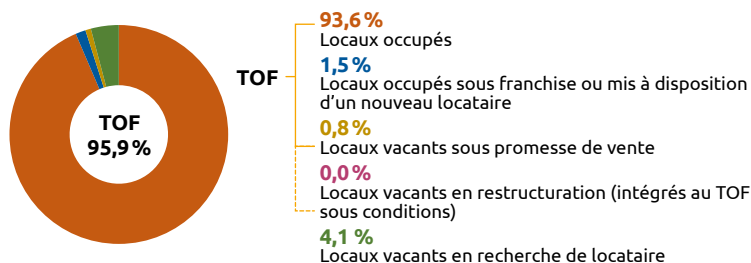 TOF
95,9 %
TOF
93,6 %
Locaux occupés
1,5 %
Locaux occupés sous franchise ou mis à disposition
d'un nouveau locataire
0,8 %
Locaux vacants sous promesse de vente
0,0 %
Locaux vacants en restructuration (intégrés au TOF
sous conditions)
4,1 %
Locaux vacants en recherche de locataire